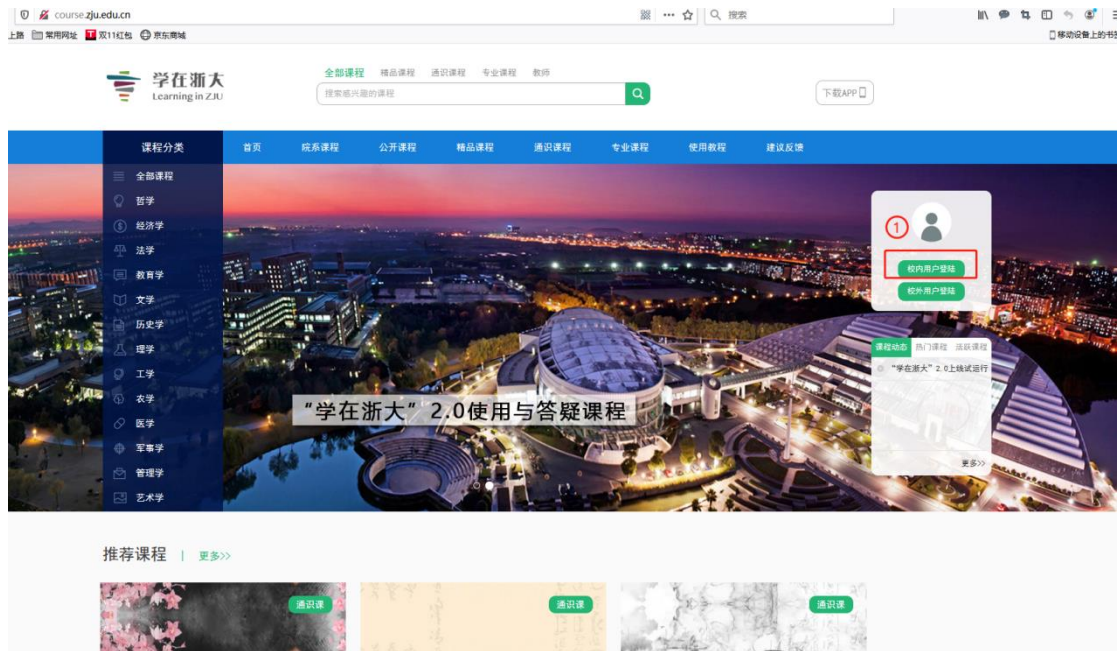 course.zju.edu.cn
搜索
上路 常用网址 T 双11红包 京东商城
移动设备上的书签
学在浙大
Learning in ZJU
全部课程 精品课程 通识课程 专业课程 教师
搜索感兴趣的课程
下载APP
课程分类 首页 院系课程 公开课程 精品课程 通识课程 专业课程 使用教程 建议反馈
全部课程
哲学
经济学
法学
教育学
文学
历史学
理学
工学
农学
医学
军事学
管理学
艺术学
①
校内用户登陆
校外用户登陆
课程动态 热门课程 活跃课程
“学在浙大”2.0上线试运行
更多>>
“学在浙大”2.0使用与答疑课程
推荐课程 | 更多>>
通识课 通识课 通识课